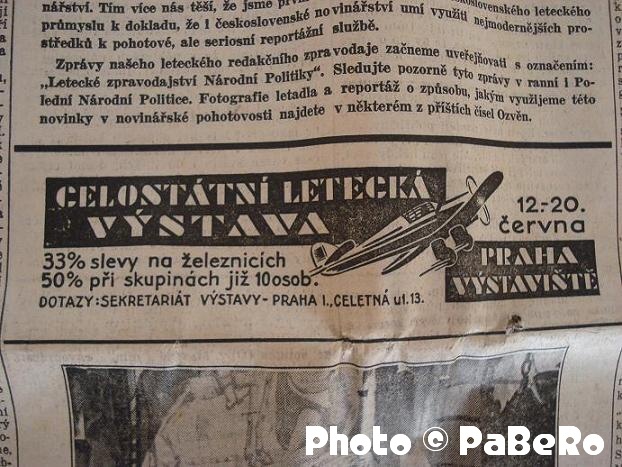 nářství. Tím více nás těší, že jsme
průmyslu k dokladu, že i československé novinářství umí využití nejmodernějších pro-
středků k pohotové, ale seriosní reportážní službě.
Zprávy našeho leteckého redakčního zpravodaje začneme uveřejňovati s označením:
„Letecké zpravodajství Národní Politiky“. Sledujte pozorně tyto zprávy v ranní i Po-
lední Národní Politice. Fotografie letadla a reportáž o způsobu, jakým využijeme této
novinky v novinářské pohotovosti najdete v některém z příštích čísel Ozvěn.
CELOSTÁTNÍ LETECKÁ
VÝSTAVA
12.-20.
června
PRAHA
VÝSTAVIŠTĚ
33% slevy na železnicích
50% při skupinách již 10 osob.
DOTAZY: SEKRETARIÁT VÝSTAVY - PRAHA I., CELETNÁ ul. 13.
Photo © PaBeRo